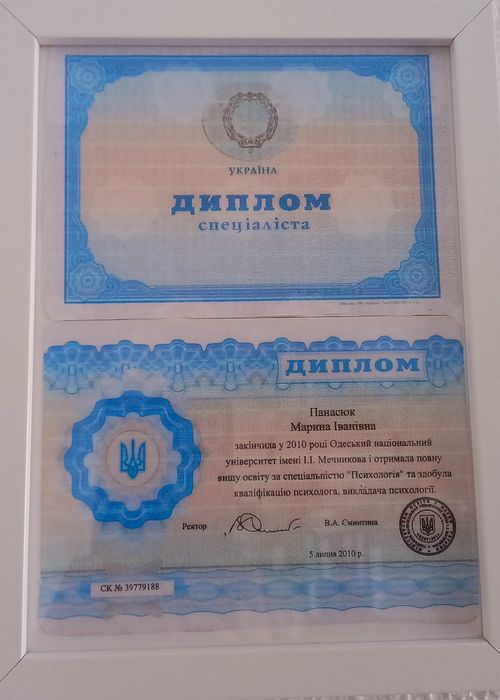 УКРАЇНА
ДИПЛОМ
спеціаліста
ДИПЛОМ
Панасюк
Марина Іванівна
закінчила у 2010 році Одеський національний
університет імені І.І. Мечникова і отримала повну
вищу освіту за спеціальністю "Психологія" та здобула
кваліфікацію психолога, викладача психології.
Ректор В.А. Сминтина
5 липня 2010 р.
СК № 39779188